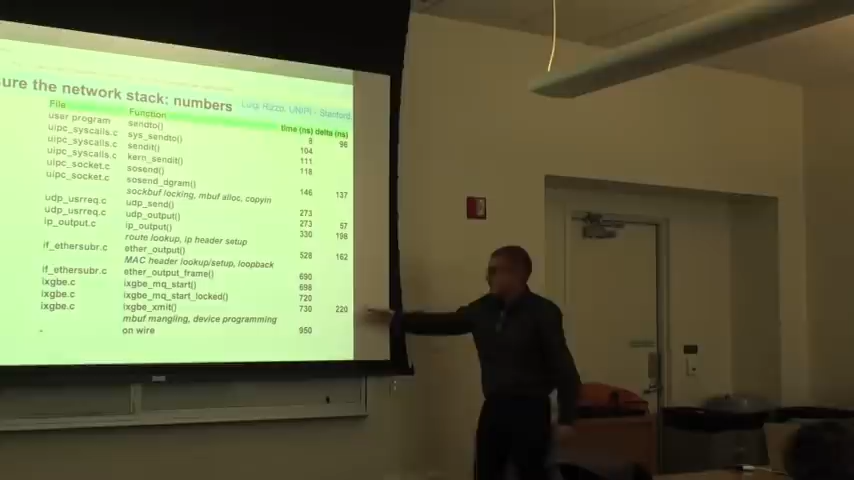 ure the network stack: numbers
Luigi Rizzo, UNIPI - Stanford,
File Function time (ns) delta (ns)
user program sendto() 8 96
uipc_syscalls.c sys_sendto() 104
uipc_syscalls.c sendit() 111
uipc_syscalls.c kern_sendit() 118
uipc_socket.c sosend()
uipc_socket.c sosend_dgram() 146 137
sockbuf locking, mbuf alloc, copyin
udp_usrreq.c udp_send() 273
udp_usrreq.c udp_output() 273 57
ip_output.c ip_output() 330 198
route lookup, ip header setup
if_ethersubr.c ether_output() 528 162
MAC header lookup/setup, loopback
if_ethersubr.c ether_output_frame() 690
ixgbe.c ixgbe_mq_start() 698
ixgbe.c ixgbe_mq_start_locked() 720
ixgbe.c ixgbe_xmit() 730 220
mbuf mangling, device programming
- on wire 950